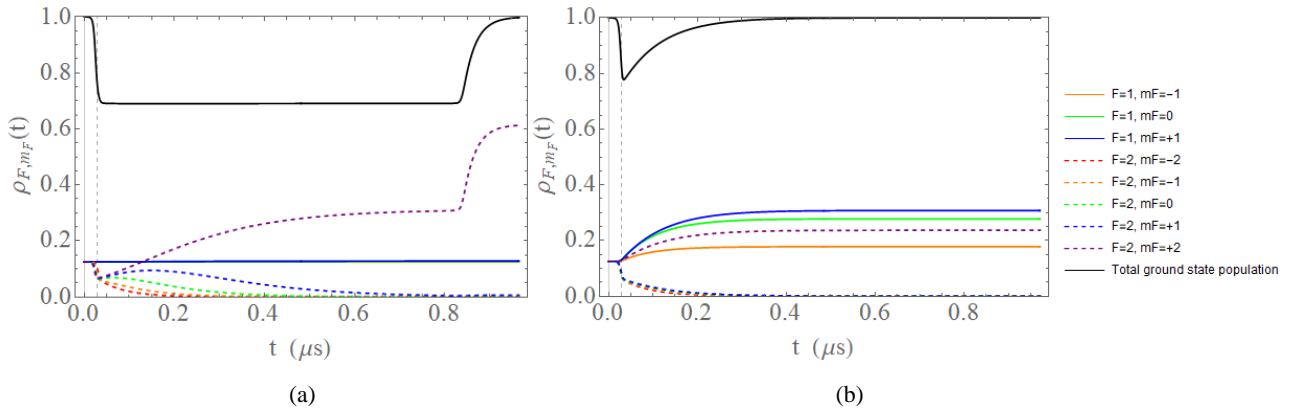 1.0
0.8
0.6
0.4
0.2
0.0
ρF,mF(t)
0.0 0.2 0.4 0.6 0.8
t (μs)
(a)
1.0
0.8
0.6
0.4
0.2
0.0
ρF,mF(t)
0.0 0.2 0.4 0.6 0.8
t (μs)
(b)
F=1, mF=−1
F=1, mF=0
F=1, mF=+1
F=2, mF=−2
F=2, mF=−1
F=2, mF=0
F=2, mF=+1
F=2, mF=+2
Total ground state population